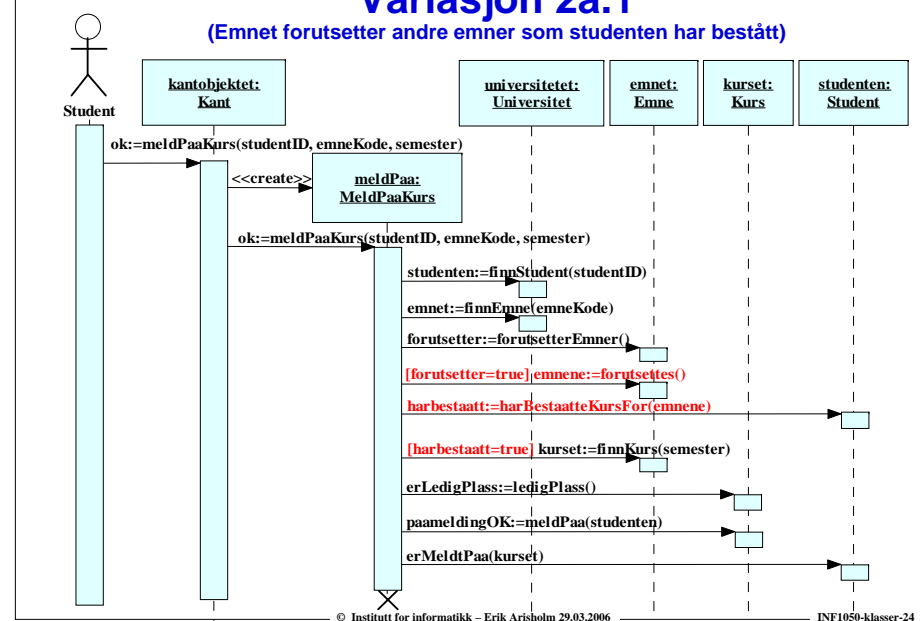 Variasjon 2a.1
(Emnet forutsetter andre emner som studenten har bestått)
Student
kantobjektet:
Kant
universitetet:
Universitet
emnet:
Emne
kurset:
Kurs
studenten:
Student
ok:=meldPaaKurs(studentID, emneKode, semester)
<<create>>
meldPaa:
MeldPaaKurs
ok:=meldPaaKurs(studentID, emneKode, semester)
studenten:=finnStudent(studentID)
emnet:=finnEmne(emneKode)
forutsetter:=forutsetterEmner()
[forutsetter=true] emnene:=forutsettes()
harbestaatt:=harBestaatteKursFor(emnene)
[harbestaatt=true] kurset:=finnKurs(semester)
erLedigPlass:=ledigPlass()
paameldingOK:=meldPaa(studenten)
erMeldtPaa(kurset)
© Institutt for informatikk – Erik Arisholm 29.03.2006
INF1050-klasser-24